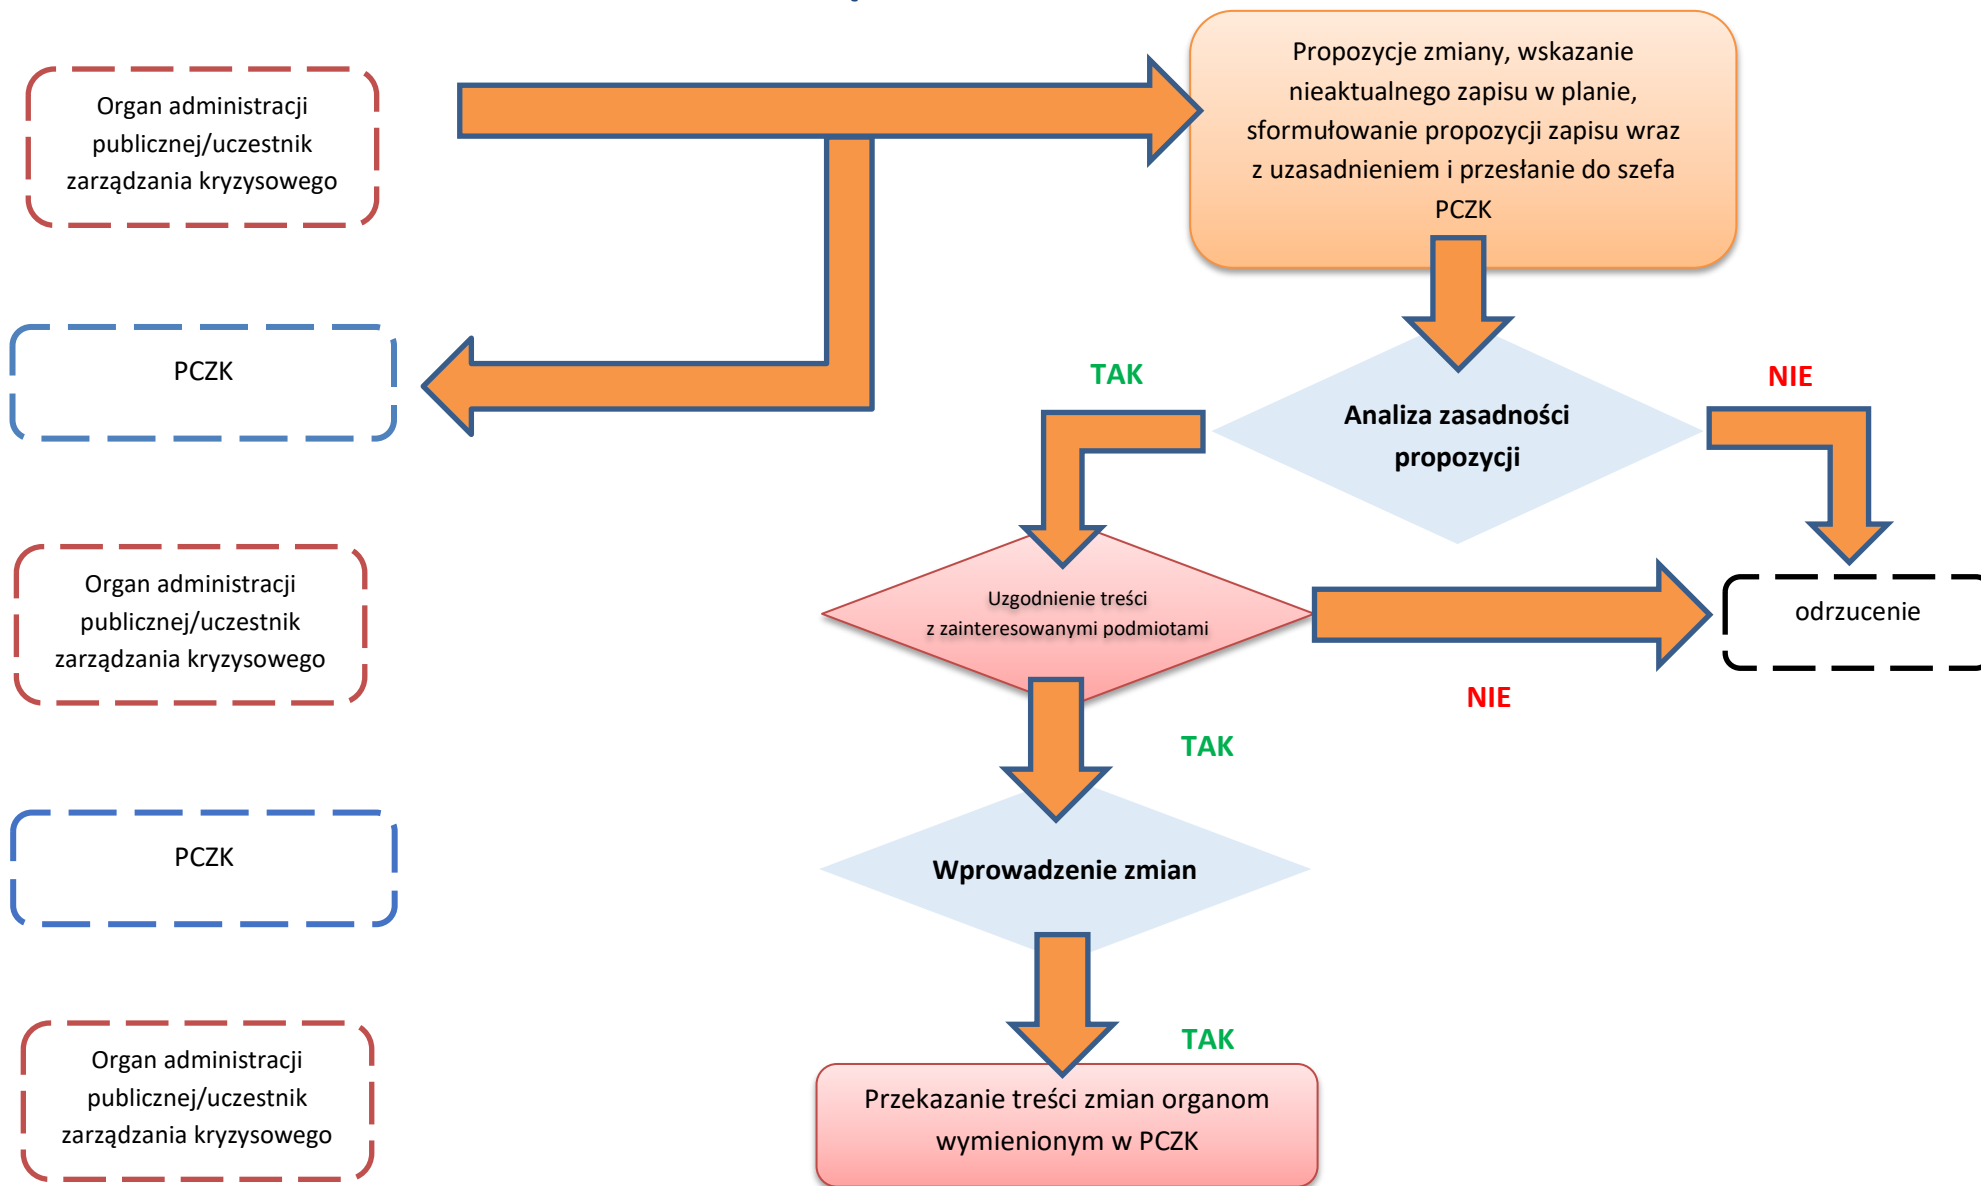 Propozycje zmiany, wskazanie
nieaktualnego zapisu w planie,
sformułowanie propozycji zapisu wraz
z uzasadnieniem i przesłanie do szefa
PCZK
Organ administracji
publicznej/uczestnik
zarządzania kryzysowego
PCZK
TAK
NIE
Analiza zasadności
propozycji
Organ administracji
publicznej/uczestnik
zarządzania kryzysowego
Uzgodnienie treści
z zainteresowanymi podmiotami
odrzucenie
NIE
TAK
PCZK
Wprowadzenie zmian
TAK
Organ administracji
publicznej/uczestnik
zarządzania kryzysowego
Przekazanie treści zmian organom
wymienionym w PCZK